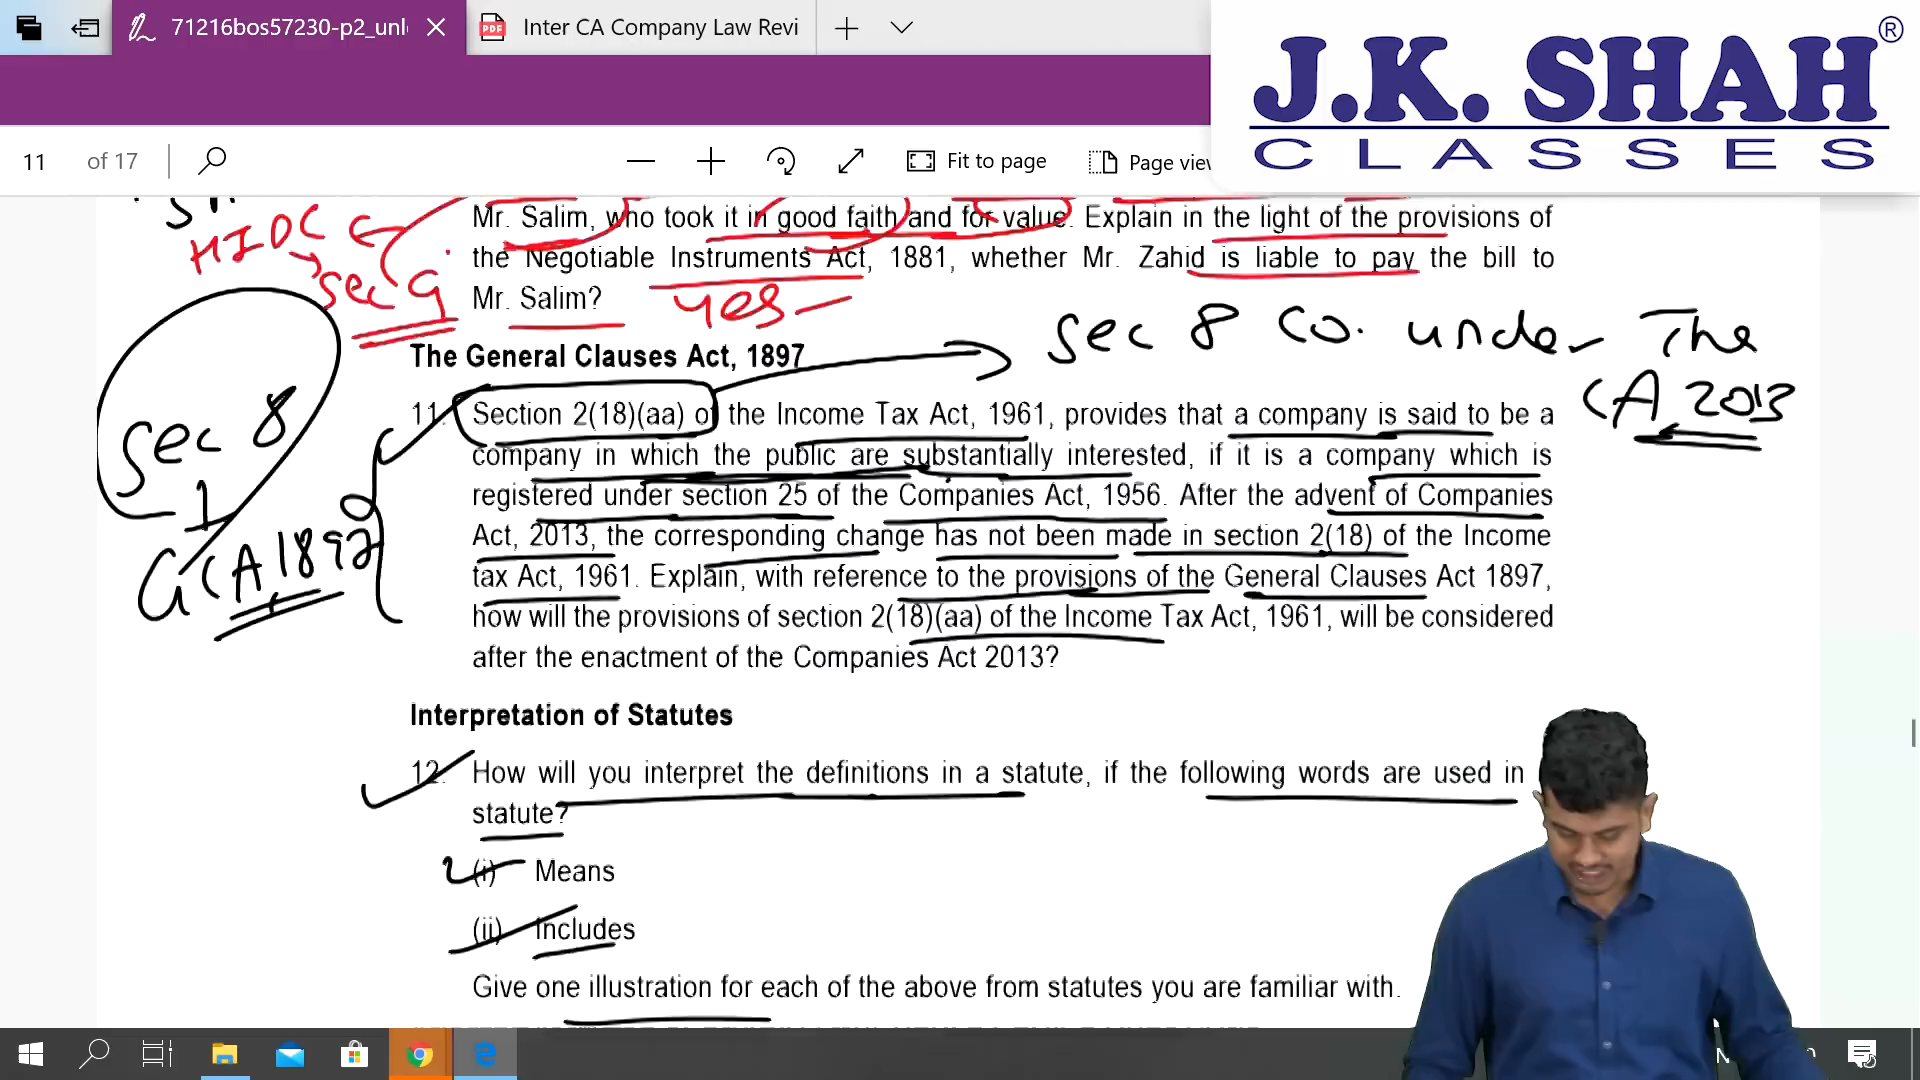 71216bos57230-p2_unl
Inter CA Company Law Revi
J.K. SHAH®
CLASSES
11 of 17
Fit to page
Page view
HIDC
sec 9
Mr. Salim, who took it in good faith and for value. Explain in the light of the provisions of
the Negotiable Instruments Act, 1881, whether Mr. Zahid is liable to pay the bill to
Mr. Salim?
yes
sec 8 Co. under The
CA 2013
The General Clauses Act, 1897
11. Section 2(18)(aa) of the Income Tax Act, 1961, provides that a company is said to be a
company in which the public are substantially interested, if it is a company which is
registered under section 25 of the Companies Act, 1956. After the advent of Companies
Act, 2013, the corresponding change has not been made in section 2(18) of the Income
tax Act, 1961. Explain, with reference to the provisions of the General Clauses Act 1897,
how will the provisions of section 2(18)(aa) of the Income Tax Act, 1961, will be considered
after the enactment of the Companies Act 2013?
sec 8
GCA, 1897
Interpretation of Statutes
12. How will you interpret the definitions in a statute, if the following words are used in
statute?
(i) Means
(ii) Includes
Give one illustration for each of the above from statutes you are familiar with.